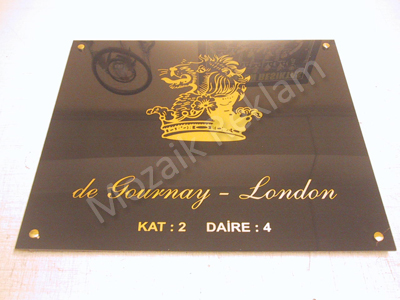 de Gournay - London
KAT : 2 DAİRE : 4
Mozaik Reklam